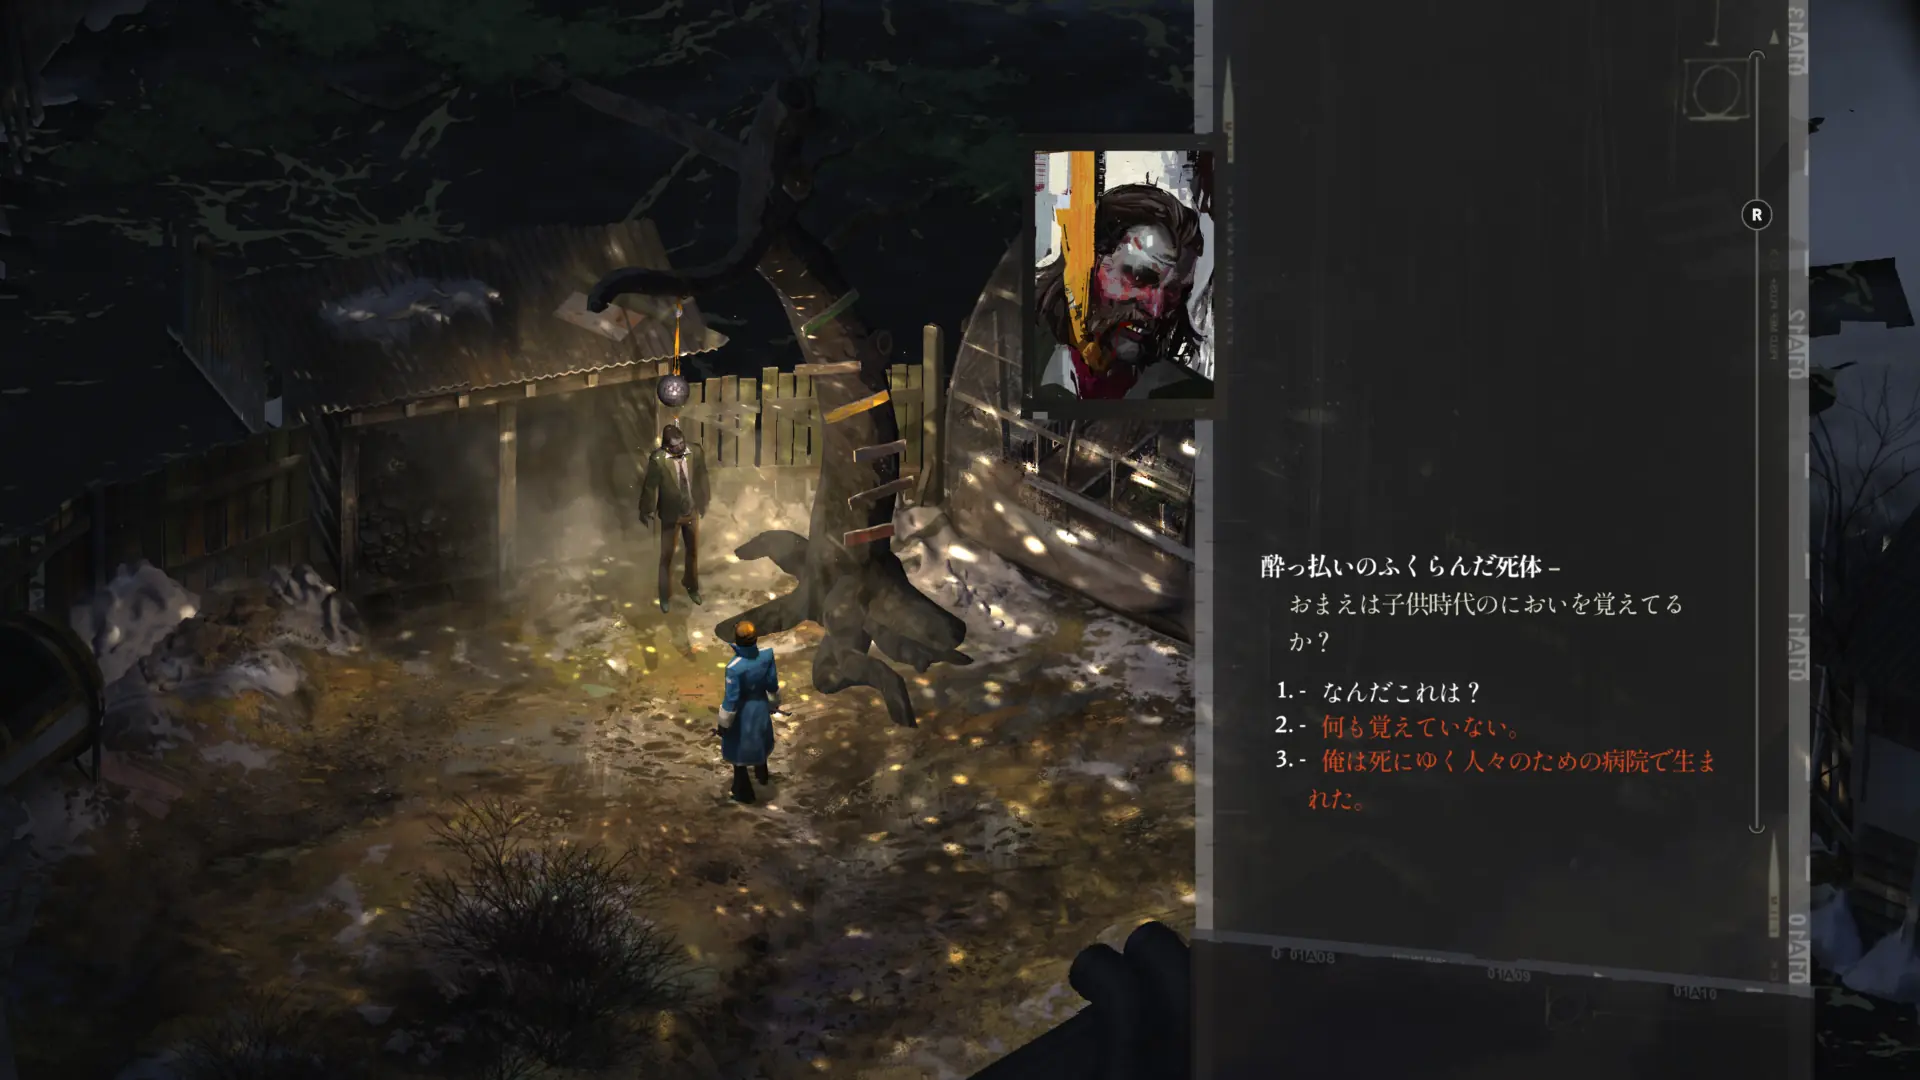 R
酔っ払いのふくらんだ死体 –
おまえは子供時代のにおいを覚えてる
か？
1. - なんだこれは？
2. - 何も覚えていない。
3. - 俺は死にゆく人々のための病院で生ま
れた。
01A08
01A09
01A10